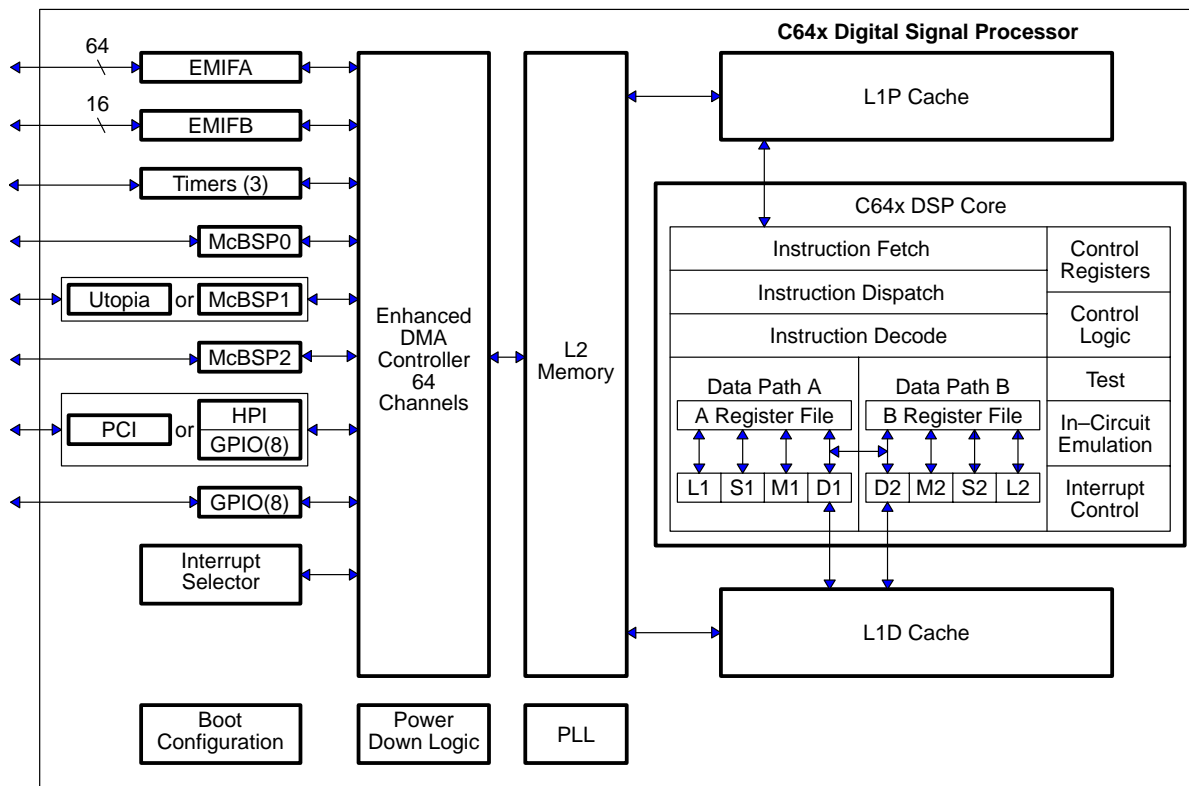 C64x Digital Signal Processor
64
EMIFA
16
EMIFB
Timers (3)
McBSP0
Utopia or McBSP1
McBSP2
PCI or HPI
GPIO(8)
GPIO(8)
Interrupt
Selector
Boot
Configuration
Enhanced
DMA
Controller
64
Channels
Power
Down Logic
L2
Memory
PLL
L1P Cache
C64x DSP Core
Instruction Fetch
Instruction Dispatch
Instruction Decode
Control
Registers
Control
Logic
Test
In–Circuit
Emulation
Interrupt
Control
Data Path A
A Register File
L1 S1 M1 D1
Data Path B
B Register File
D2 M2 S2 L2
L1D Cache